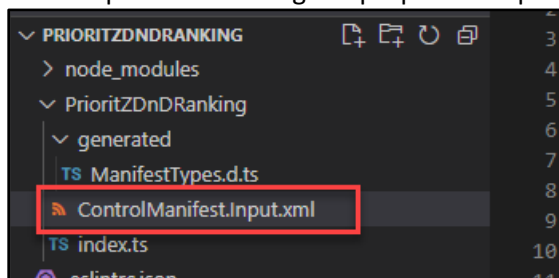 PRIORITZDNDRANKING
node_modules
PrioritZDnDRanking
generated
TS ManifestTypes.d.ts
ControlManifest.Input.xml
TS index.ts
3
4
5
6
7
8
9
10